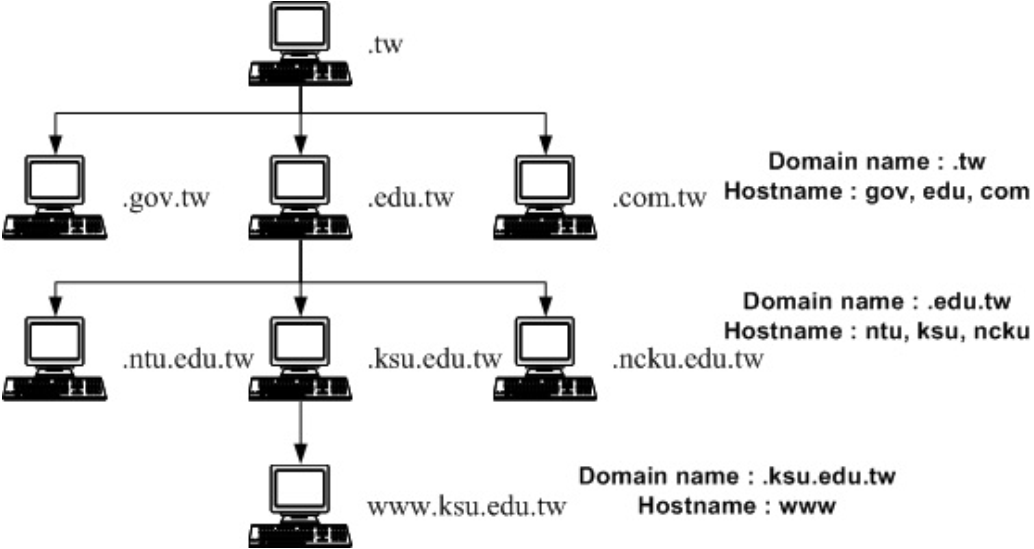 .tw
.gov.tw
.edu.tw
.com.tw
Domain name : .tw
Hostname : gov, edu, com
.ntu.edu.tw
.ksu.edu.tw
.ncku.edu.tw
Domain name : .edu.tw
Hostname : ntu, ksu, ncku
www.ksu.edu.tw
Domain name : .ksu.edu.tw
Hostname : www